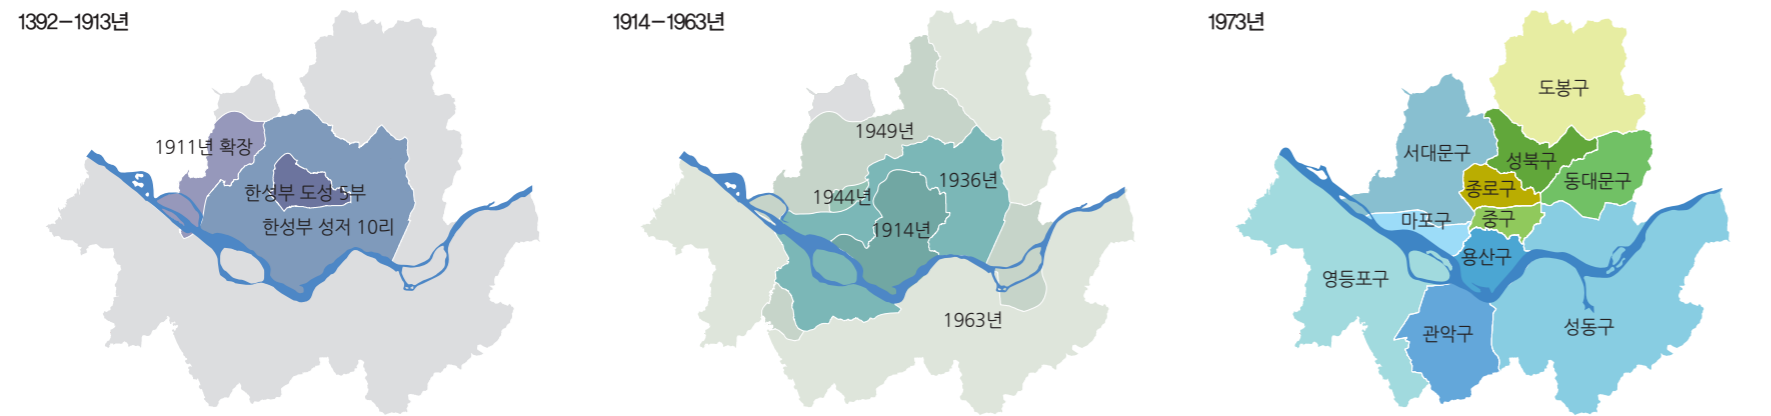 1392-1913년
1911년 확장
한성부 도성 5부
한성부 성저 10리
1914-1963년
1949년
1936년
1944년
1914년
1963년
1973년
도봉구
서대문구
성북구
동대문구
종로구
마포구
중구
용산구
영등포구
관악구
성동구